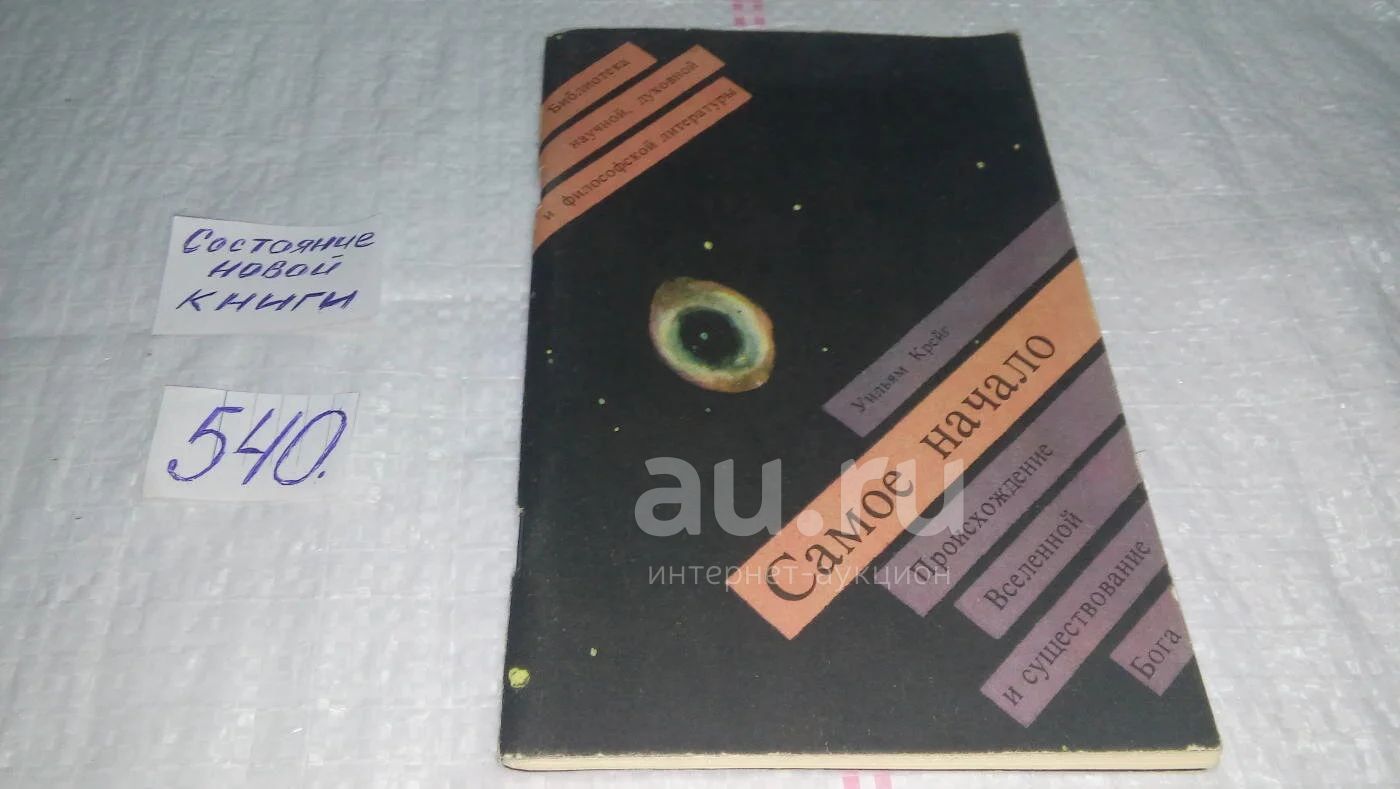 Библиотека
научной, духовной
и философской литературы
Состояние
новой
книги
540.
Уильям Крейг
Самое начало
Происхождение
Вселенной
и существование
Бога
au.ru
интернет-аукцион